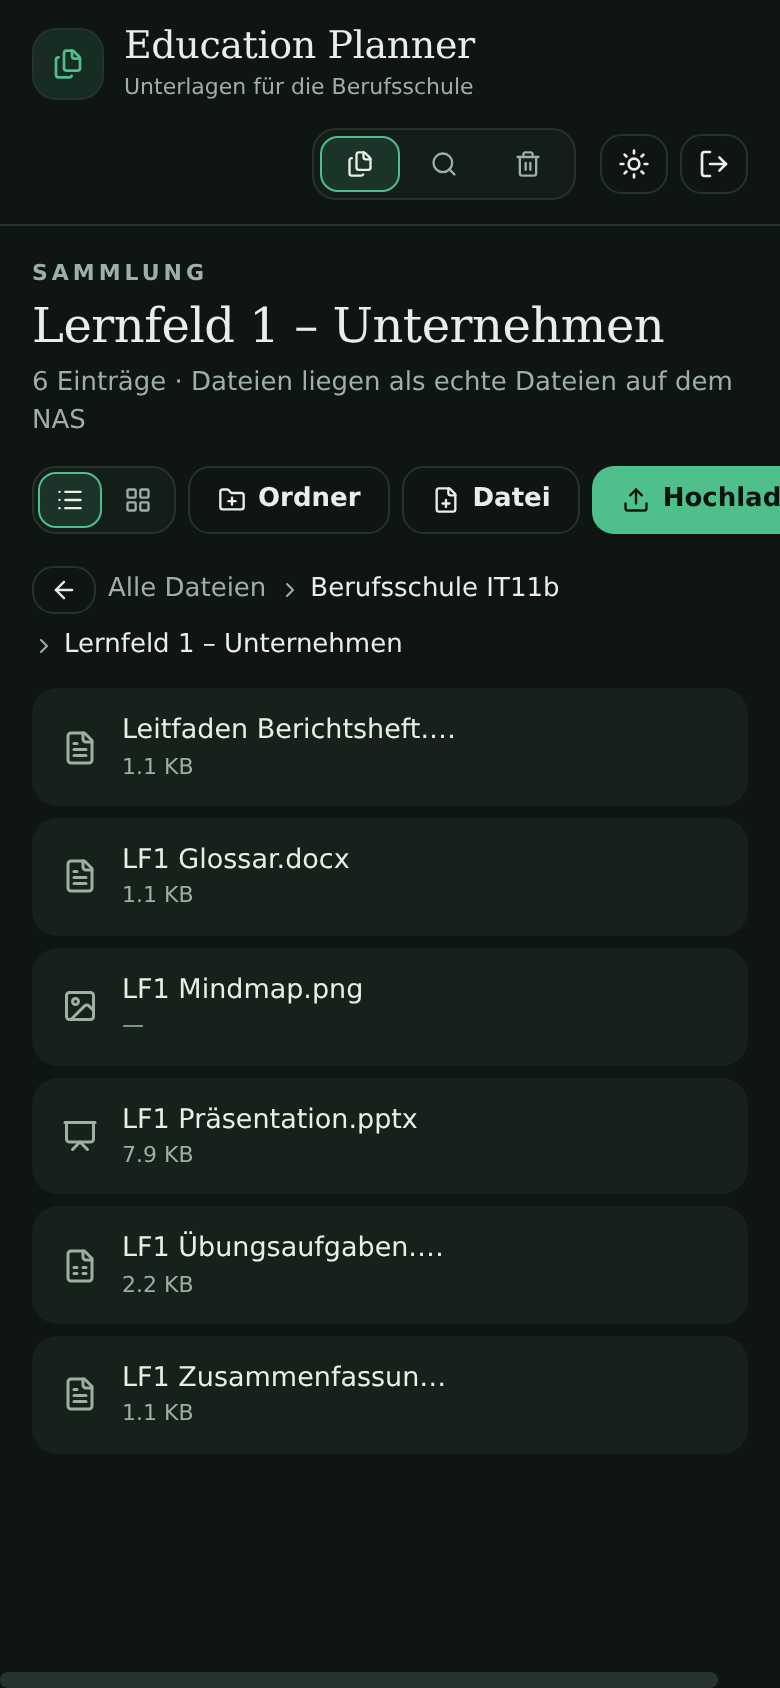 Education Planner
Unterlagen für die Berufsschule
SAMMLUNG
Lernfeld 1 – Unternehmen
6 Einträge · Dateien liegen als echte Dateien auf dem
NAS
Ordner
Datei
Hochlad
Alle Dateien
Berufsschule IT11b
Lernfeld 1 – Unternehmen
Leitfaden Berichtsheft....
1.1 KB
LF1 Glossar.docx
1.1 KB
LF1 Mindmap.png
—
LF1 Präsentation.pptx
7.9 KB
LF1 Übungsaufgaben....
2.2 KB
LF1 Zusammenfassun...
1.1 KB